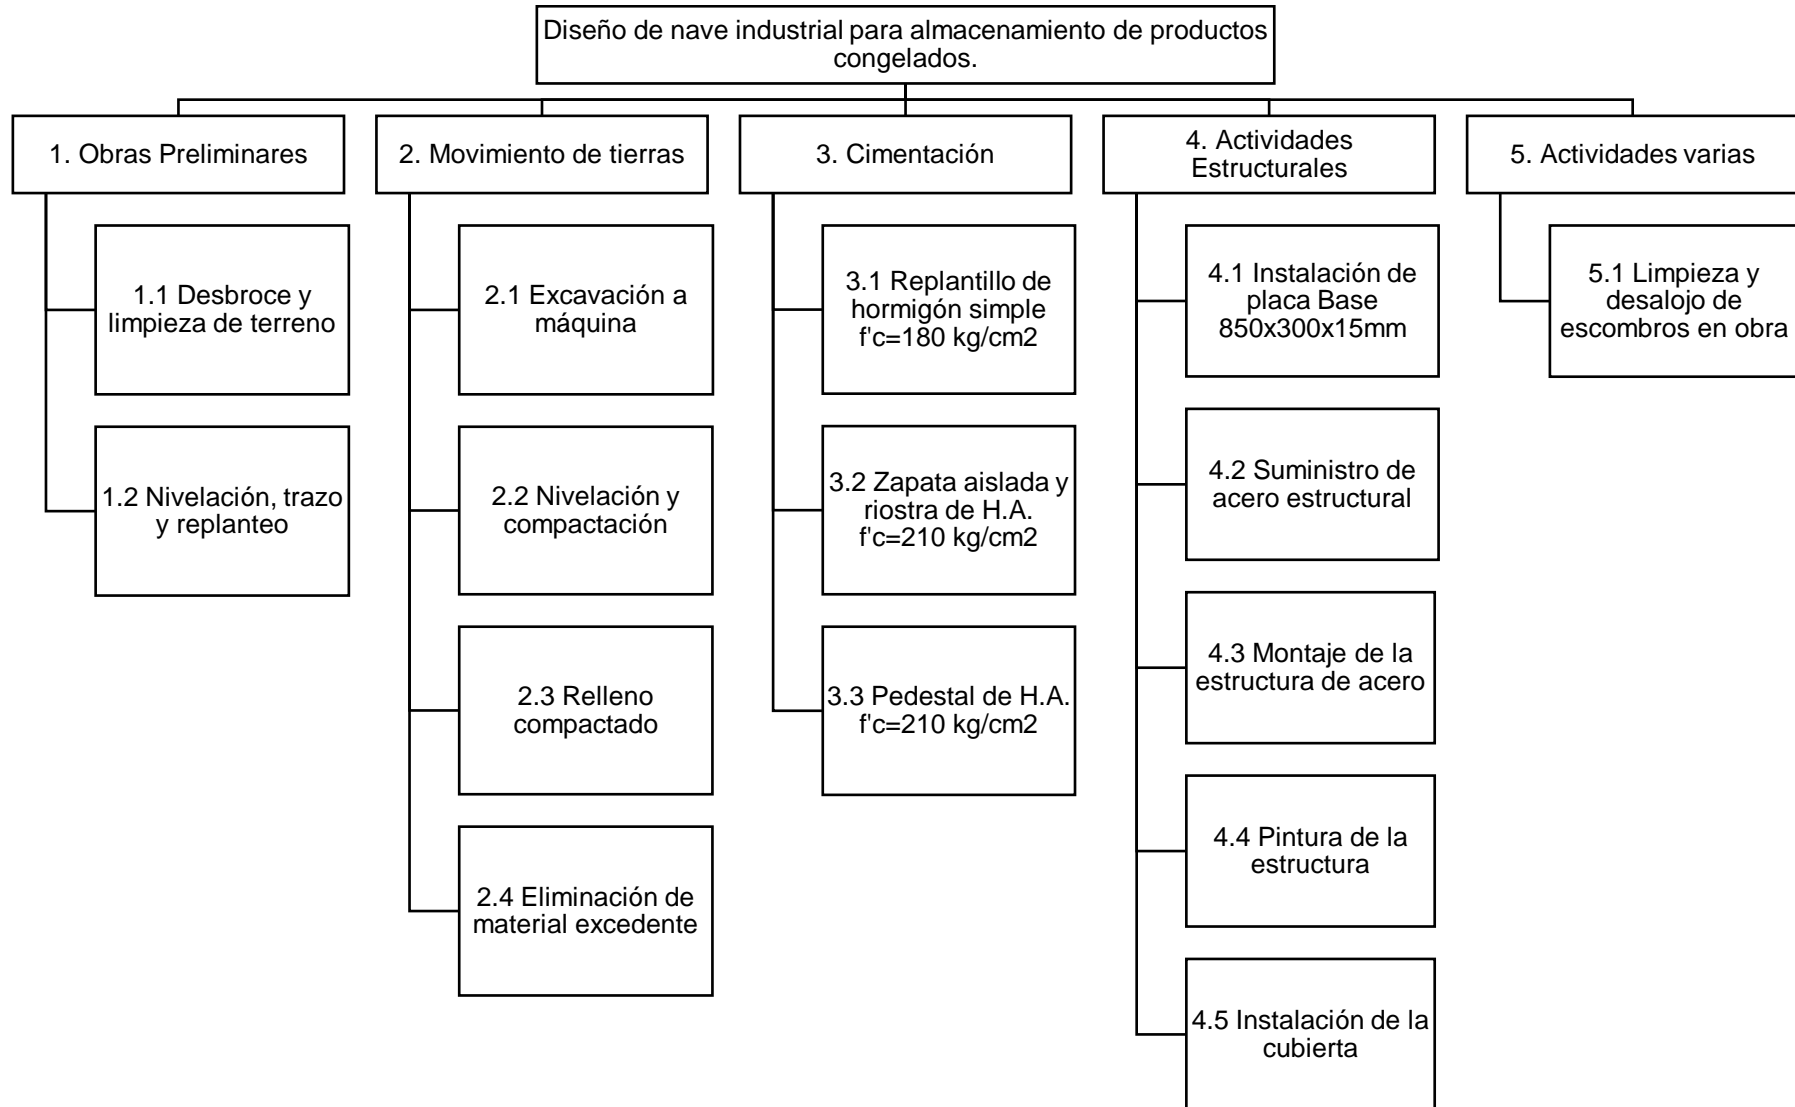 Diseño de nave industrial para almacenamiento de productos
congelados.
1. Obras Preliminares
1.1 Desbroce y
limpieza de terreno
1.2 Nivelación, trazo
y replanteo
2. Movimiento de tierras
2.1 Excavación a
máquina
2.2 Nivelación y
compactación
2.3 Relleno
compactado
2.4 Eliminación de
material excedente
3. Cimentación
3.1 Replantillo de
hormigón simple
f'c=180 kg/cm2
3.2 Zapata aislada y
riostra de H.A.
f'c=210 kg/cm2
3.3 Pedestal de H.A.
f'c=210 kg/cm2
4. Actividades
Estructurales
4.1 Instalación de
placa Base
850x300x15mm
4.2 Suministro de
acero estructural
4.3 Montaje de la
estructura de acero
4.4 Pintura de la
estructura
4.5 Instalación de la
cubierta
5. Actividades varias
5.1 Limpieza y
desalojo de
escombros en obra